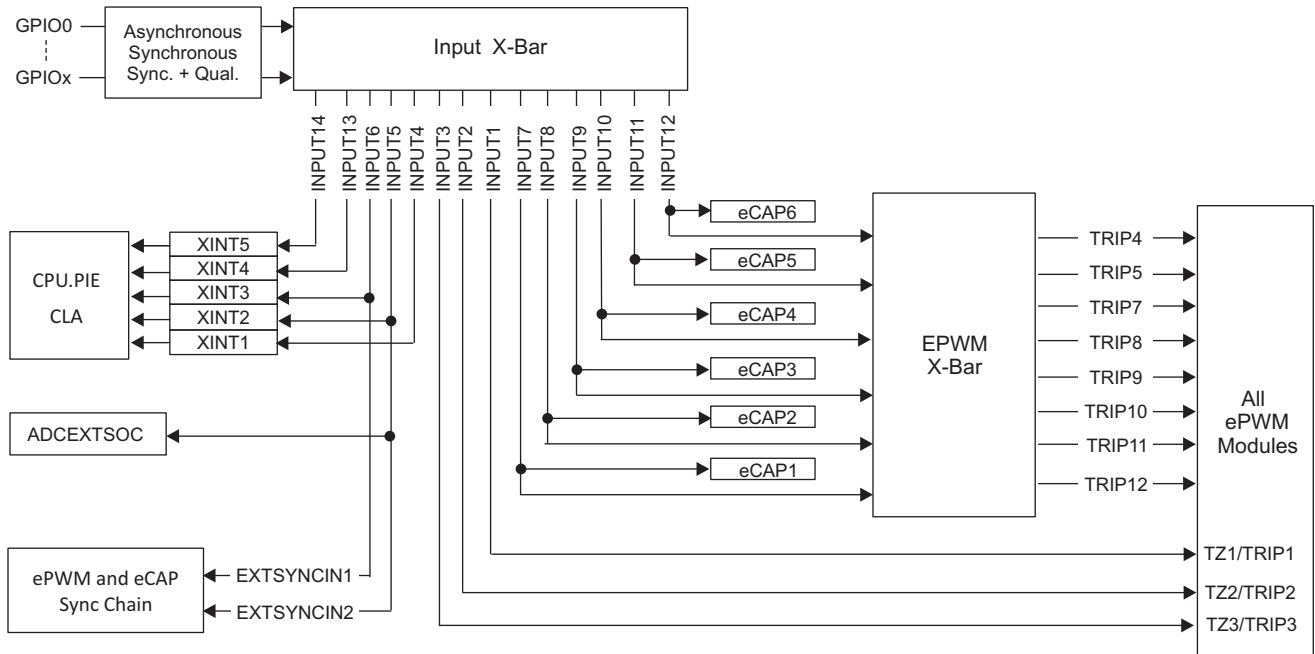 GPIO0
GPIOx
Asynchronous
Synchronous
Sync. + Qual.
Input X-Bar
INPUT14
INPUT13
INPUT6
INPUT5
INPUT4
INPUT3
INPUT2
INPUT1
INPUT7
INPUT8
INPUT9
INPUT10
INPUT11
INPUT12
CPU.PIE
CLA
XINT5
XINT4
XINT3
XINT2
XINT1
ADCEXTSOC
ePWM and eCAP
Sync Chain
EXTSYNCIN1
EXTSYNCIN2
eCAP6
eCAP5
eCAP4
eCAP3
eCAP2
eCAP1
EPWM
X-Bar
TRIP4
TRIP5
TRIP7
TRIP8
TRIP9
TRIP10
TRIP11
TRIP12
All
ePWM
Modules
TZ1/TRIP1
TZ2/TRIP2
TZ3/TRIP3